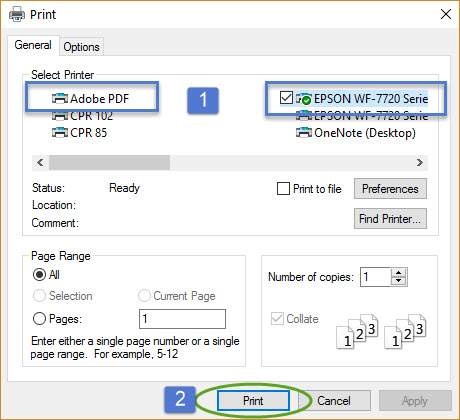 Print
General
Options
Select Printer
Adobe PDF
1
EPSON WF-7720 Serie
CPR 102
EPSON WF-7720 Serie
CPR 85
OneNote (Desktop)
Status: Ready
Print to file
Preferences
Location:
Comment:
Find Printer...
Page Range
All
Number of copies: 1
Selection
Current Page
Pages: 1
Collate
1 2 3
1 2 3
Enter either a single page number or a single
page range. For example, 5-12
2
Print
Cancel
Apply